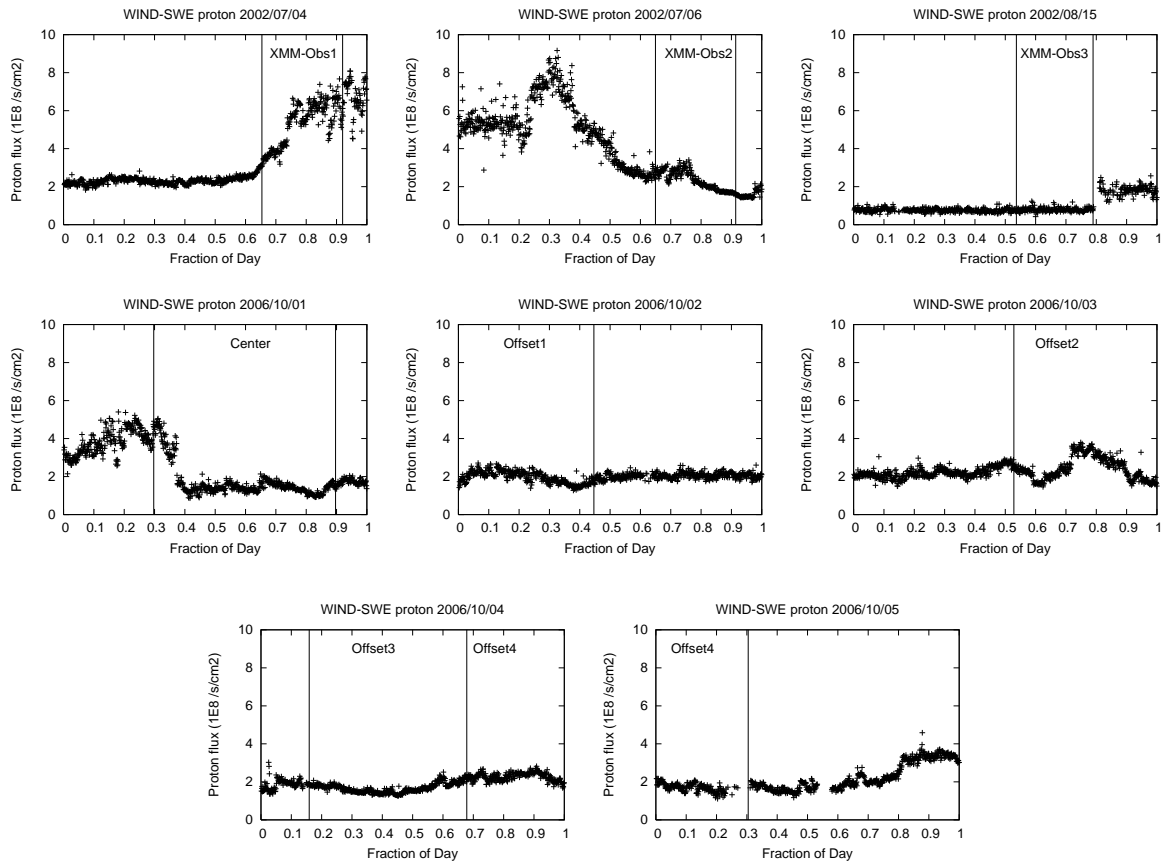 WIND-SWE proton 2002/07/04
Proton flux (1E8 /s/cm2)
10
8
6
4
2
0
XMM-Obs1
0 0.1 0.2 0.3 0.4 0.5 0.6 0.7 0.8 0.9 1
Fraction of Day
WIND-SWE proton 2002/07/06
Proton flux (1E8 /s/cm2)
10
8
6
4
2
0
XMM-Obs2
0 0.1 0.2 0.3 0.4 0.5 0.6 0.7 0.8 0.9 1
Fraction of Day
WIND-SWE proton 2002/08/15
Proton flux (1E8 /s/cm2)
10
8
6
4
2
0
XMM-Obs3
0 0.1 0.2 0.3 0.4 0.5 0.6 0.7 0.8 0.9 1
Fraction of Day
WIND-SWE proton 2006/10/01
Proton flux (1E8 /s/cm2)
10
8
6
4
2
0
Center
0 0.1 0.2 0.3 0.4 0.5 0.6 0.7 0.8 0.9 1
Fraction of Day
WIND-SWE proton 2006/10/02
Proton flux (1E8 /s/cm2)
10
8
6
4
2
0
Offset1
0 0.1 0.2 0.3 0.4 0.5 0.6 0.7 0.8 0.9 1
Fraction of Day
WIND-SWE proton 2006/10/03
Proton flux (1E8 /s/cm2)
10
8
6
4
2
0
Offset2
0 0.1 0.2 0.3 0.4 0.5 0.6 0.7 0.8 0.9 1
Fraction of Day
WIND-SWE proton 2006/10/04
Proton flux (1E8 /s/cm2)
10
8
6
4
2
0
Offset3 Offset4
0 0.1 0.2 0.3 0.4 0.5 0.6 0.7 0.8 0.9 1
Fraction of Day
WIND-SWE proton 2006/10/05
Proton flux (1E8 /s/cm2)
10
8
6
4
2
0
Offset4
0 0.1 0.2 0.3 0.4 0.5 0.6 0.7 0.8 0.9 1
Fraction of Day